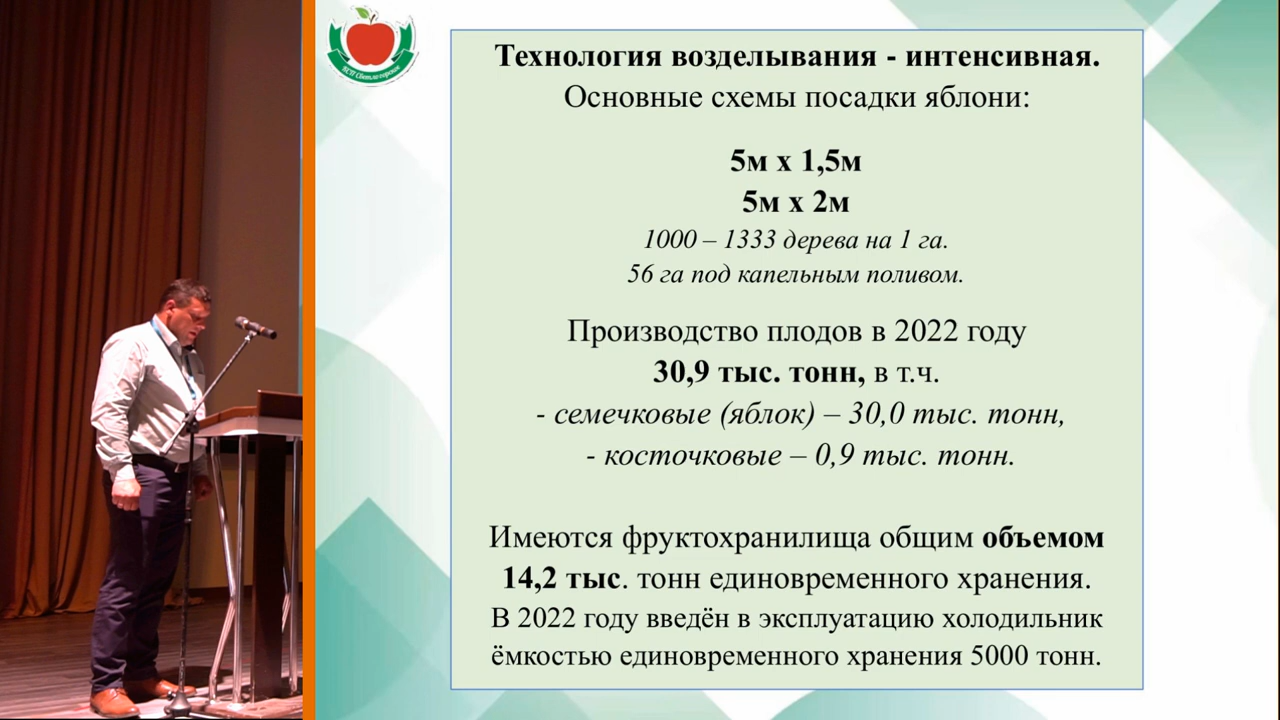 КСП Светлогорское
Технология возделывания - интенсивная.
Основные схемы посадки яблони:
5м х 1,5м
5м х 2м
1000 – 1333 дерева на 1 га.
56 га под капельным поливом.
Производство плодов в 2022 году
30,9 тыс. тонн, в т.ч.
- семечковые (яблок) – 30,0 тыс. тонн,
- косточковые – 0,9 тыс. тонн.
Имеются фруктохранилища общим объемом
14,2 тыс. тонн единовременного хранения.
В 2022 году введён в эксплуатацию холодильник
ёмкостью единовременного хранения 5000 тонн.